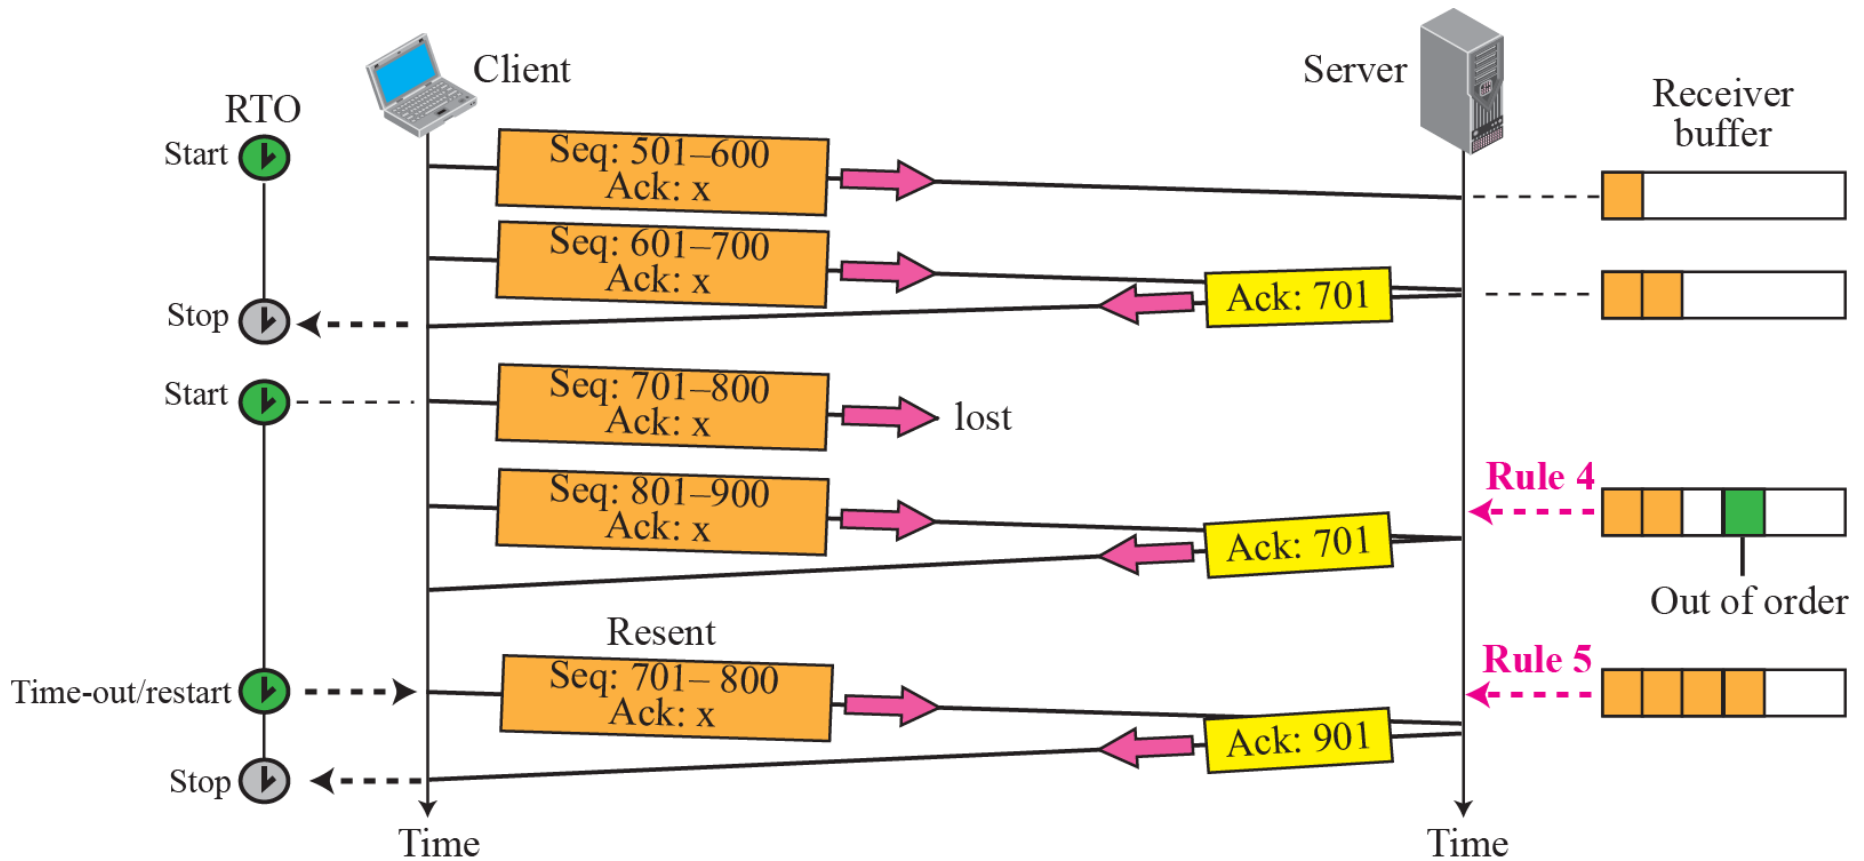 Client
Server
Receiver
buffer
RTO
Start
Seq: 501–600
Ack: x
Seq: 601–700
Ack: x
Ack: 701
Stop
Start
Seq: 701–800
Ack: x
lost
Seq: 801–900
Ack: x
Rule 4
Ack: 701
Out of order
Resent
Rule 5
Time-out/restart
Seq: 701– 800
Ack: x
Ack: 901
Stop
Time
Time